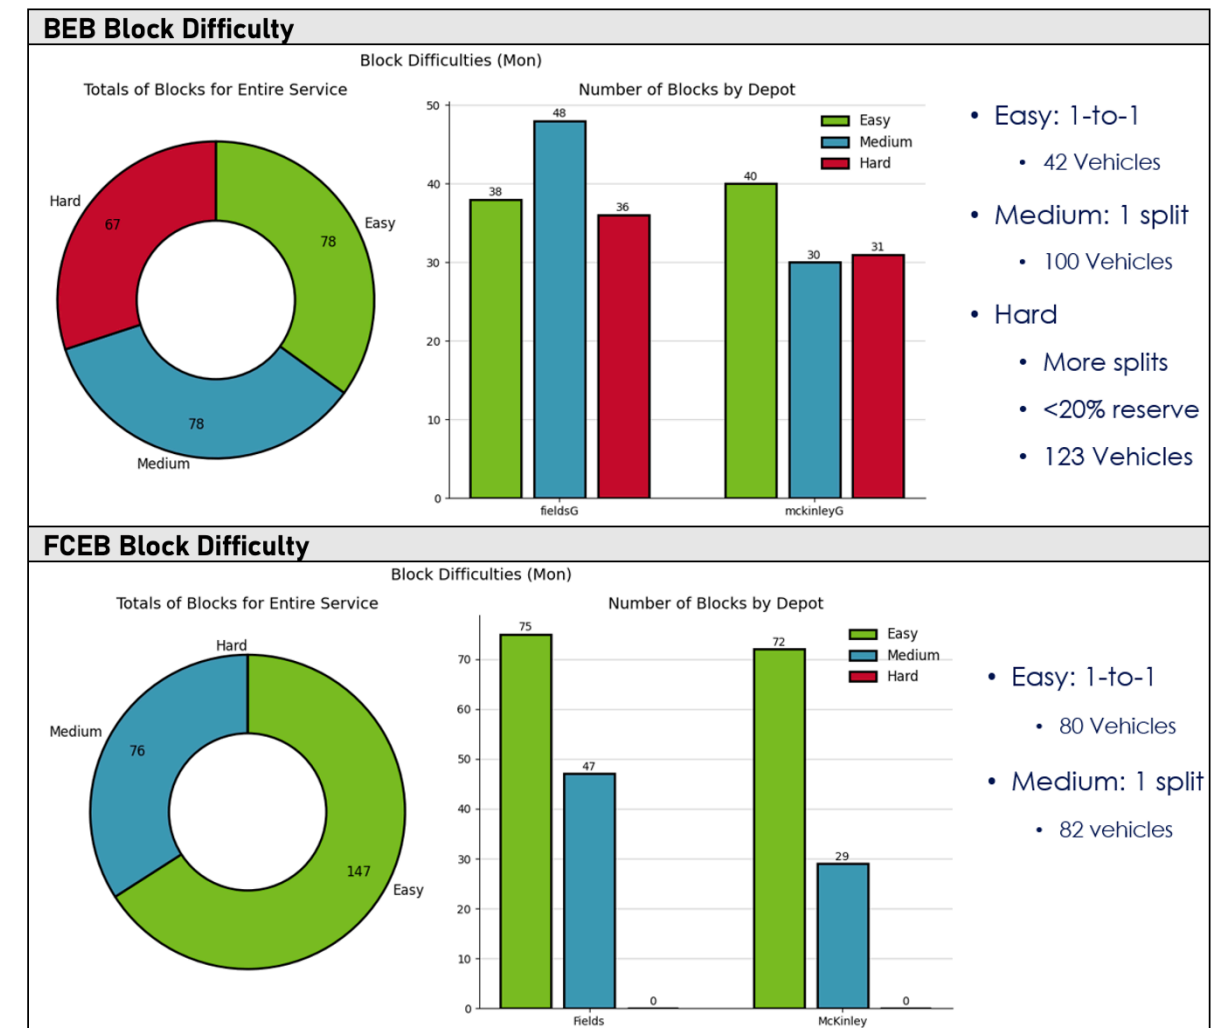 BEB Block Difficulty
Block Difficulties (Mon)
Totals of Blocks for Entire Service
Hard
67
Easy
78
78
Medium
Number of Blocks by Depot
50
40
30
20
10
0
38
48
36
40
30
31
Easy
Medium
Hard
fieldsG
mckinleyG
• Easy: 1-to-1
• 42 Vehicles
• Medium: 1 split
• 100 Vehicles
• Hard
• More splits
• <20% reserve
• 123 Vehicles
FCEB Block Difficulty
Block Difficulties (Mon)
Totals of Blocks for Entire Service
Hard
Medium
76
147
Easy
Number of Blocks by Depot
70
60
50
40
30
20
10
0
75
47
0
72
29
0
Easy
Medium
Hard
Fields
McKinley
• Easy: 1-to-1
• 80 Vehicles
• Medium: 1 split
• 82 vehicles